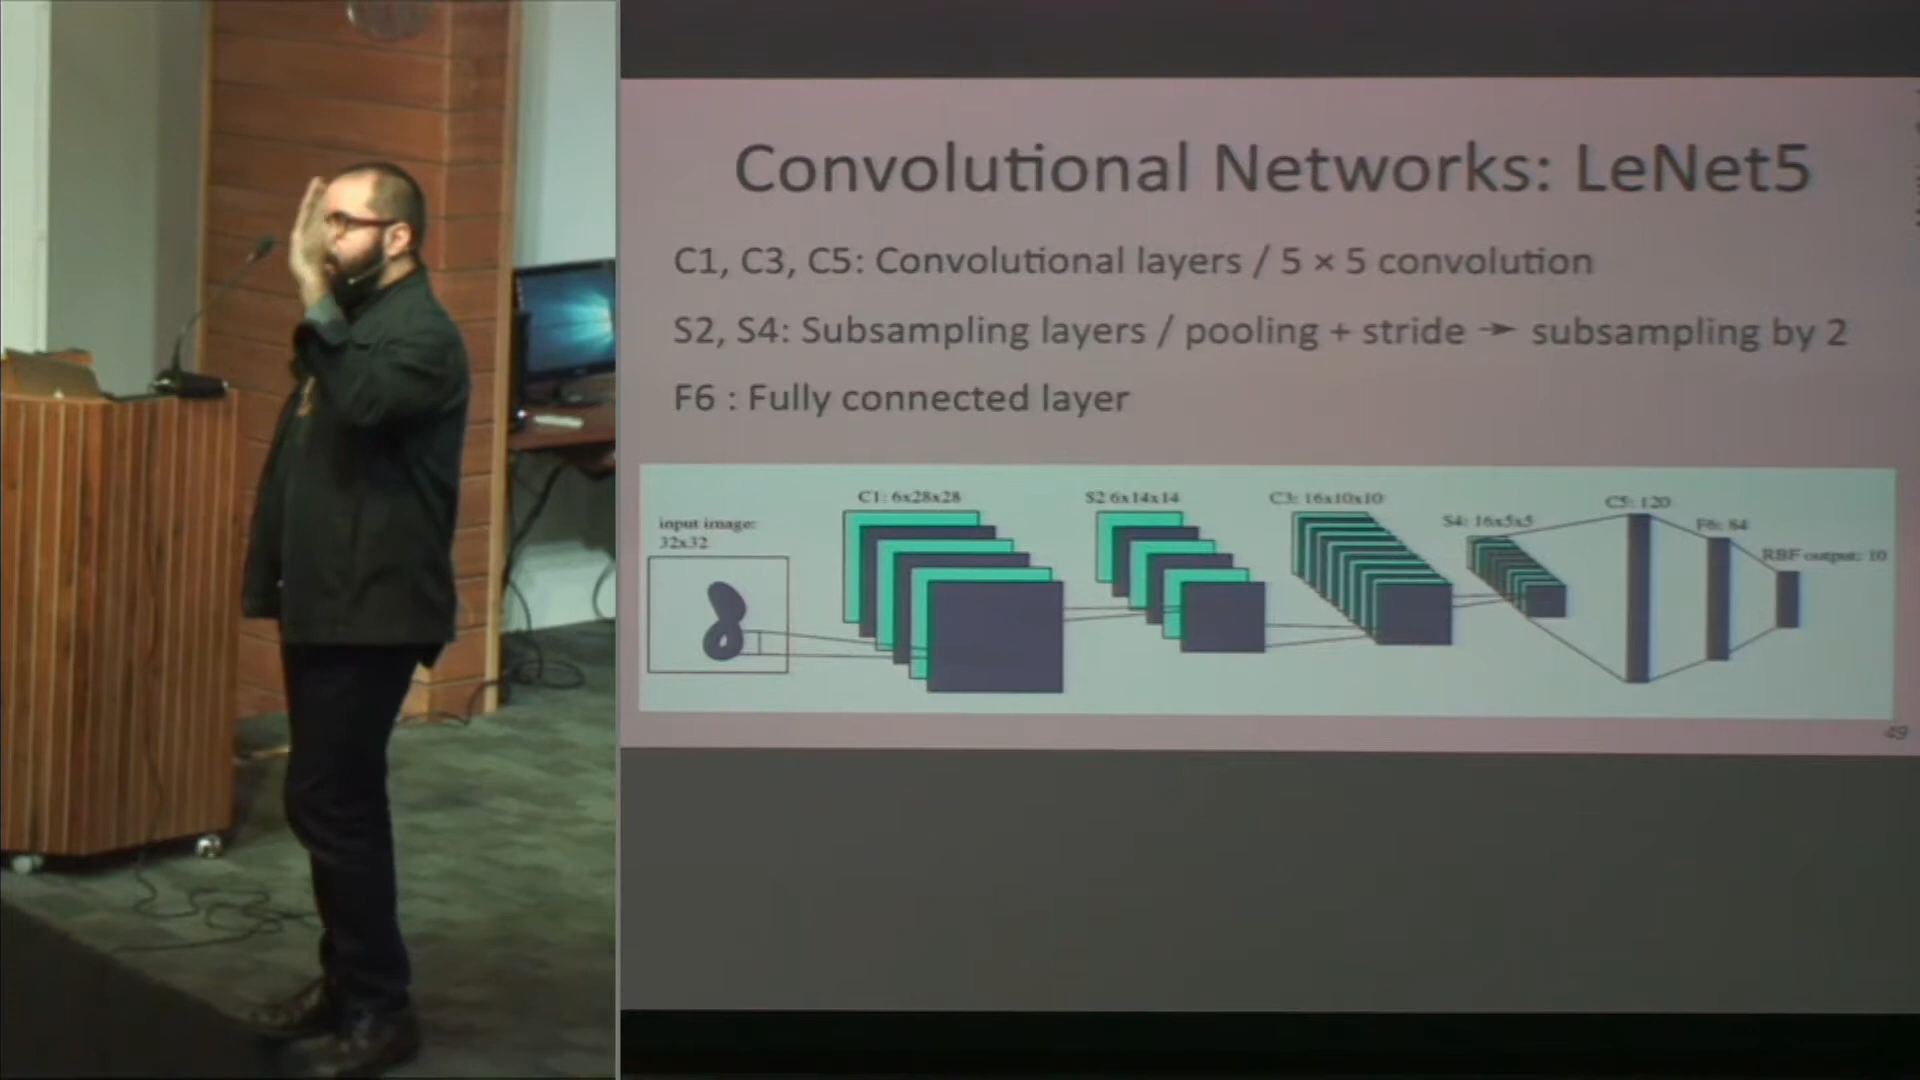 Convolutional Networks: LeNet5
C1, C3, C5: Convolutional layers / 5 × 5 convolution
S2, S4: Subsampling layers / pooling + stride ➛ subsampling by 2
F6 : Fully connected layer
input image:
32x32
C1: 6x28x28
S2 6x14x14
C3: 16x10x10
S4: 16x5x5
C5: 120
F6: 84
RBF output: 10
49